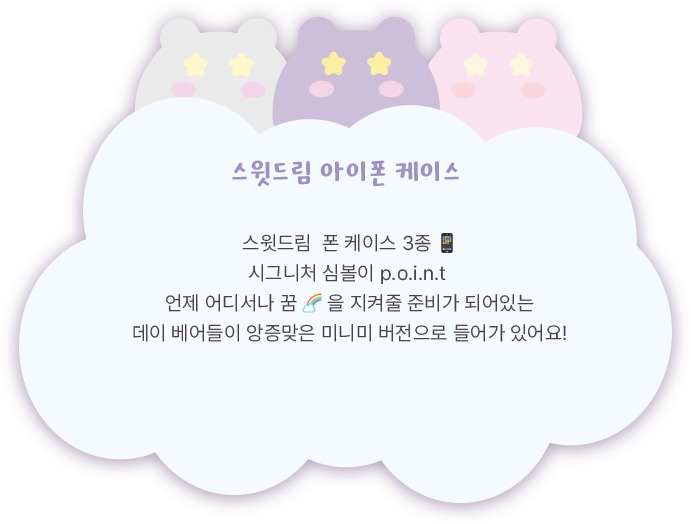 스윗드림 아이폰 케이스
스윗드림 폰 케이스 3종 📱
시그니처 심볼이 p.o.i.n.t
언제 어디서나 꿈 🌈 을 지켜줄 준비가 되어있는
데이 베어들이 앙증맞은 미니미 버전으로 들어가 있어요!